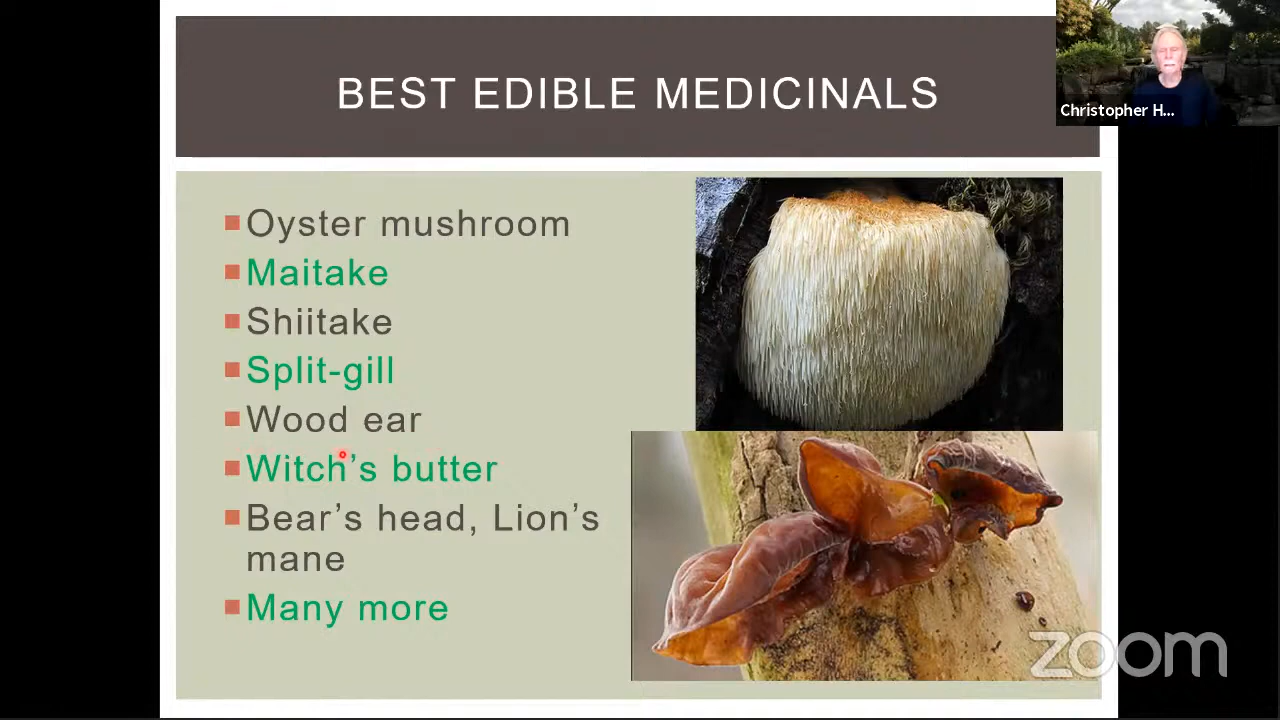 BEST EDIBLE MEDICINALS
Christopher H...
Oyster mushroom
Maitake
Shiitake
Split-gill
Wood ear
Witch's butter
Bear's head, Lion's
mane
Many more
zoom